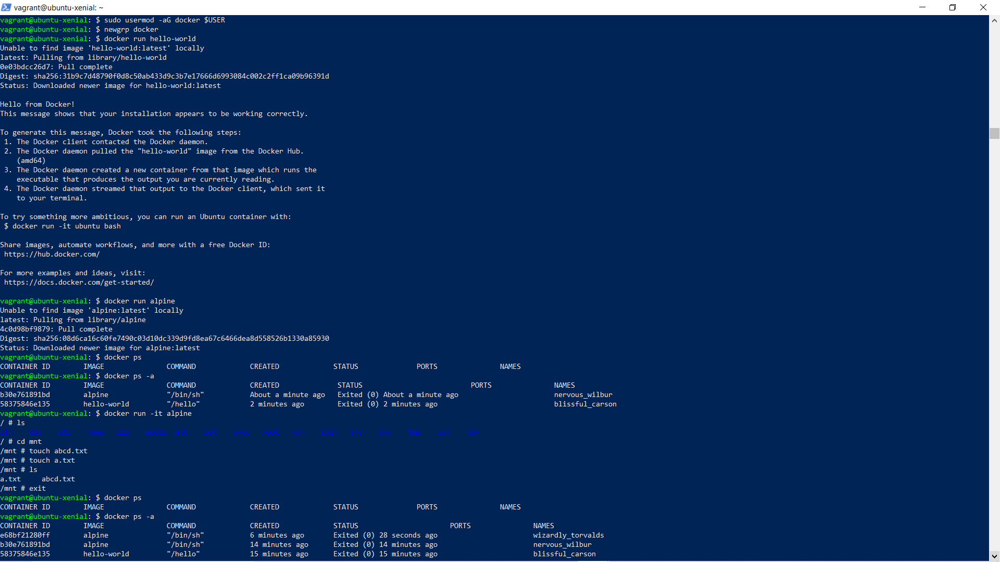 vagrant@ubuntu-xenial: ~
vagrant@ubuntu-xenial: $ sudo usermod -aG docker $USER
vagrant@ubuntu-xenial: $ newgrp docker
vagrant@ubuntu-xenial: $ docker run hello-world
Unable to find image 'hello-world:latest' locally
latest: Pulling from library/hello-world
0e03bdcc26d7: Pull complete
Digest: sha256:31b9c7d48790f0d8c50ab433d9c3b7e17666d6993084c002c2ff1ca09b96391d
Status: Downloaded newer image for hello-world:latest
Hello from Docker!
This message shows that your installation appears to be working correctly.
To generate this message, Docker took the following steps:
1. The Docker client contacted the Docker daemon.
2. The Docker daemon pulled the "hello-world" image from the Docker Hub.
(amd64)
3. The Docker daemon created a new container from that image which runs the
executable that produces the output you are currently reading.
4. The Docker daemon streamed that output to the Docker client, which sent it
to your terminal.
To try something more ambitious, you can run an Ubuntu container with:
$ docker run -it ubuntu bash
Share images, automate workflows, and more with a free Docker ID:
https://hub.docker.com/
For more examples and ideas, visit:
https://docs.docker.com/get-started/
vagrant@ubuntu-xenial: $ docker run alpine
Unable to find image 'alpine:latest' locally
latest: Pulling from library/alpine
4c0d98bf9879: Pull complete
Digest: sha256:08d6ca16c60fe7490c03d10dc339d9fd8ea67c6466dea8d558526b1330a85930
Status: Downloaded newer image for alpine:latest
vagrant@ubuntu-xenial: $ docker ps
CONTAINER ID IMAGE COMMAND CREATED STATUS PORTS NAMES
vagrant@ubuntu-xenial: $ docker ps -a
CONTAINER ID IMAGE COMMAND CREATED STATUS PORTS NAMES
b30e761891bd alpine "/bin/sh" About a minute ago Exited (0) About a minute ago nervous_wilbur
58375846e135 hello-world "/hello" 2 minutes ago Exited (0) 2 minutes ago blissful_carson
vagrant@ubuntu-xenial: $ docker run -it alpine
/ # ls
bin dev etc home lib media mnt opt proc root run sbin srv sys tmp usr var
/ # cd mnt
/mnt # touch abcd.txt
/mnt # touch a.txt
/mnt # ls
a.txt abcd.txt
/mnt # exit
vagrant@ubuntu-xenial: $ docker ps
CONTAINER ID IMAGE COMMAND CREATED STATUS PORTS NAMES
vagrant@ubuntu-xenial: $ docker ps -a
CONTAINER ID IMAGE COMMAND CREATED STATUS PORTS NAMES
e68bf21280ff alpine "/bin/sh" 6 minutes ago Exited (0) 28 seconds ago wizardly_torvalds
b30e761891bd alpine "/bin/sh" 14 minutes ago Exited (0) 14 minutes ago nervous_wilbur
58375846e135 hello-world "/hello" 15 minutes ago Exited (0) 15 minutes ago blissful_carson